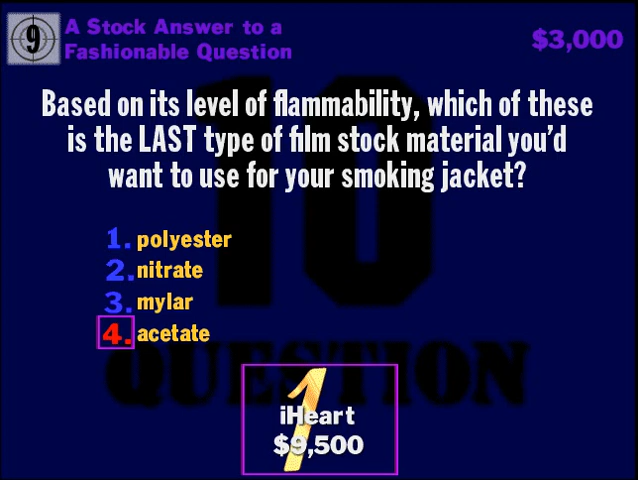 9
A Stock Answer to a
Fashionable Question
$3,000
Based on its level of flammability, which of these
is the LAST type of film stock material you'd
want to use for your smoking jacket?
1. polyester
2. nitrate
3. mylar
4. acetate
10
QUESTION
1
iHeart
$9,500